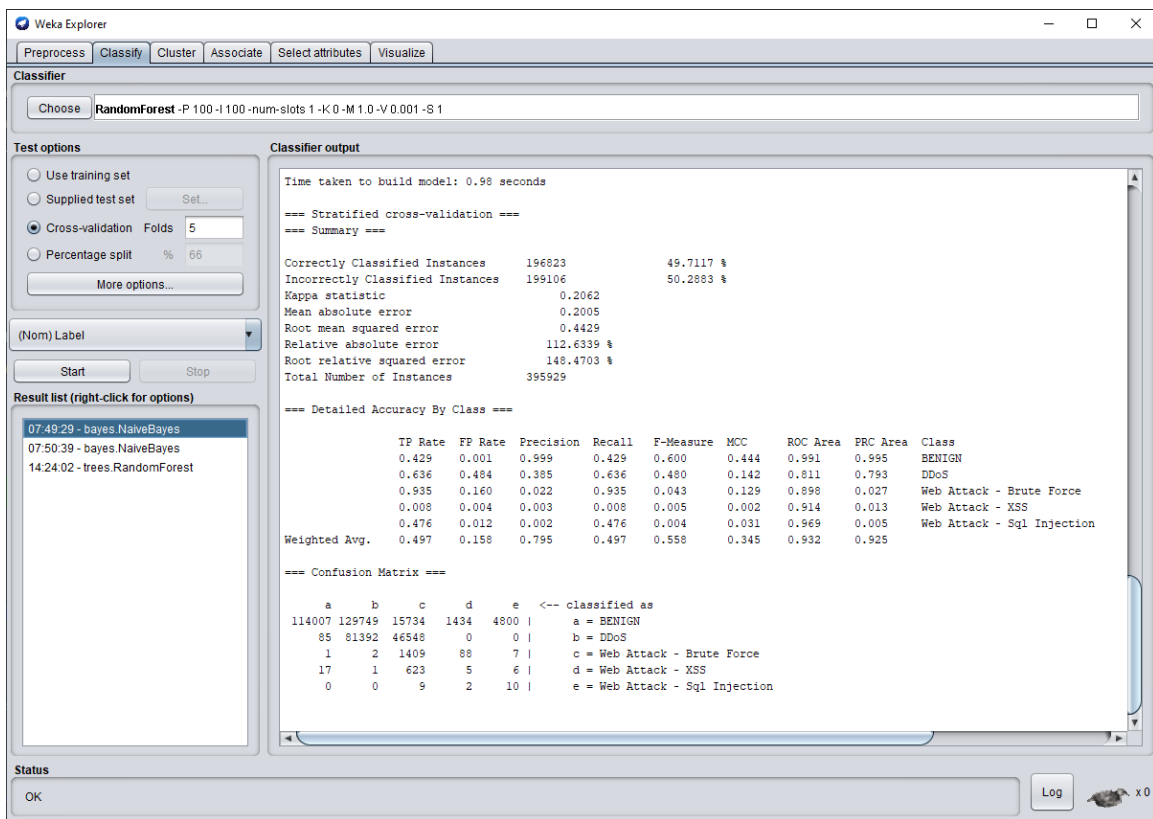 Weka Explorer
Preprocess Classify Cluster Associate Select attributes Visualize
Classifier
Choose RandomForest -P 100 -I 100 -num-slots 1 -K 0 -M 1.0 -V 0.001 -S 1
Test options
Use training set
Supplied test set Set...
Cross-validation Folds 5
Percentage split % 66
More options...
(Nom) Label
Start Stop
Result list (right-click for options)
07:49:29 - bayes.NaiveBayes
07:50:39 - bayes.NaiveBayes
14:24:02 - trees.RandomForest
Classifier output
Time taken to build model: 0.98 seconds
=== Stratified cross-validation ===
=== Summary ===
Correctly Classified Instances 196823 49.7117 %
Incorrectly Classified Instances 199106 50.2883 %
Kappa statistic 0.2062
Mean absolute error 0.2005
Root mean squared error 0.4429
Relative absolute error 112.6339 %
Root relative squared error 148.4703 %
Total Number of Instances 395929
=== Detailed Accuracy By Class ===
TP Rate FP Rate Precision Recall F-Measure MCC ROC Area PRC Area Class
0.429 0.001 0.999 0.429 0.600 0.444 0.991 0.995 BENIGN
0.636 0.484 0.385 0.636 0.480 0.142 0.811 0.793 DDoS
0.935 0.160 0.022 0.935 0.043 0.129 0.898 0.027 Web Attack - Brute Force
0.008 0.004 0.003 0.008 0.005 0.002 0.914 0.013 Web Attack - XSS
0.476 0.012 0.002 0.476 0.004 0.031 0.969 0.005 Web Attack - Sql Injection
Weighted Avg. 0.497 0.158 0.795 0.497 0.558 0.345 0.932 0.925
=== Confusion Matrix ===
a b c d e <-- classified as
114007 129749 15734 1434 4800 | a = BENIGN
85 81392 46548 0 0 | b = DDoS
1 2 1409 88 7 | c = Web Attack - Brute Force
17 1 623 5 6 | d = Web Attack - XSS
0 0 9 2 10 | e = Web Attack - Sql Injection
Status
OK
Log
x 0